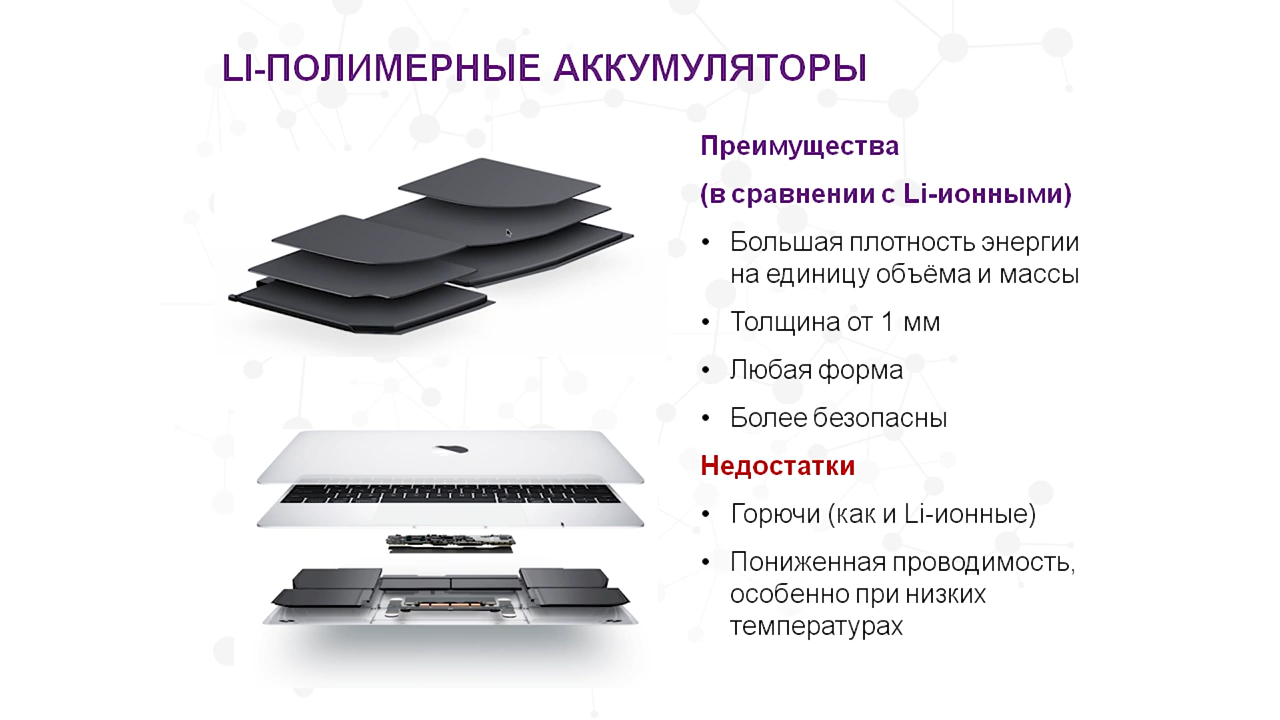 LI-ПОЛИМЕРНЫЕ АККУМУЛЯТОРЫ
Преимущества
(в сравнении с Li-ионными)
• Большая плотность энергии
на единицу объёма и массы
• Толщина от 1 мм
• Любая форма
• Более безопасны
Недостатки
• Горючи (как и Li-ионные)
• Пониженная проводимость,
особенно при низких
температурах